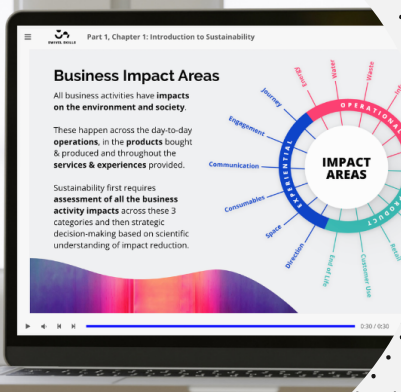 Part 1, Chapter 1: Introduction to Sustainability
Business Impact Areas
All business activities have impacts
on the environment and society.
These happen across the day-to-day
operations, in the products bought
& produced and throughout the
services & experiences provided.
Sustainability first requires
assessment of all the business
activity impacts across these 3
categories and then strategic
decision-making based on scientific
understanding of impact reduction.
IMPACT
AREAS
OPERATIONAL
EXPERIENTIAL
PRODUCT
Energy
Water
Waste
Journey
Engagement
Communication
Consumables
Space
Direction
End of Life
Customer Use
Retail
0:30 / 0:30